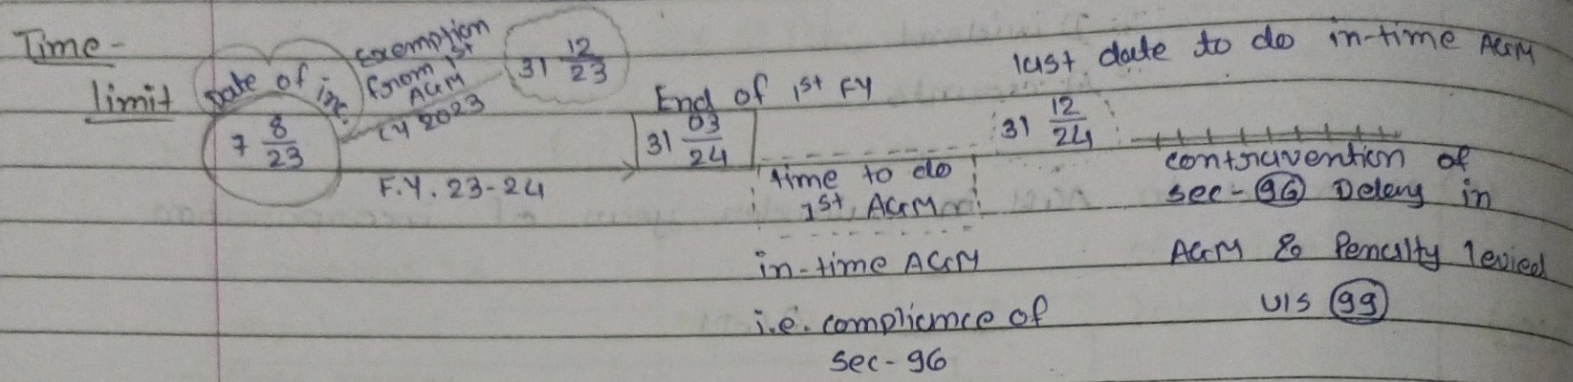 Time-
limit
Date of inc.
7 8/23
exemption
from 1st
AGM
CY 2023
31 12/23
F.Y. 23-24
End of 1st FY
31 03/24
time to do
1st AGM
in-time AGM
i.e. compliance of
Sec- 96
last date to do in-time AGM
31 12/24
contravention of
sec- 96 Delay in
AGM & Penalty levied
U/S 99